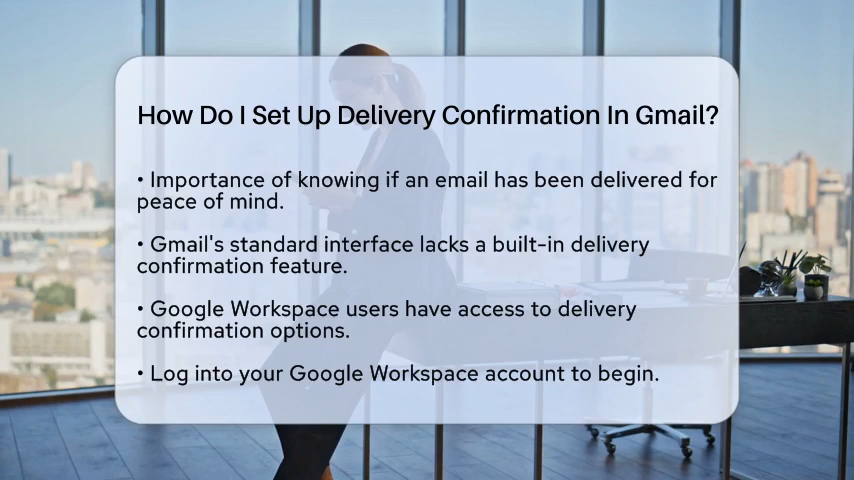 How Do I Set Up Delivery Confirmation In Gmail?
• Importance of knowing if an email has been delivered for
peace of mind.
• Gmail's standard interface lacks a built-in delivery
confirmation feature.
• Google Workspace users have access to delivery
confirmation options.
• Log into your Google Workspace account to begin.